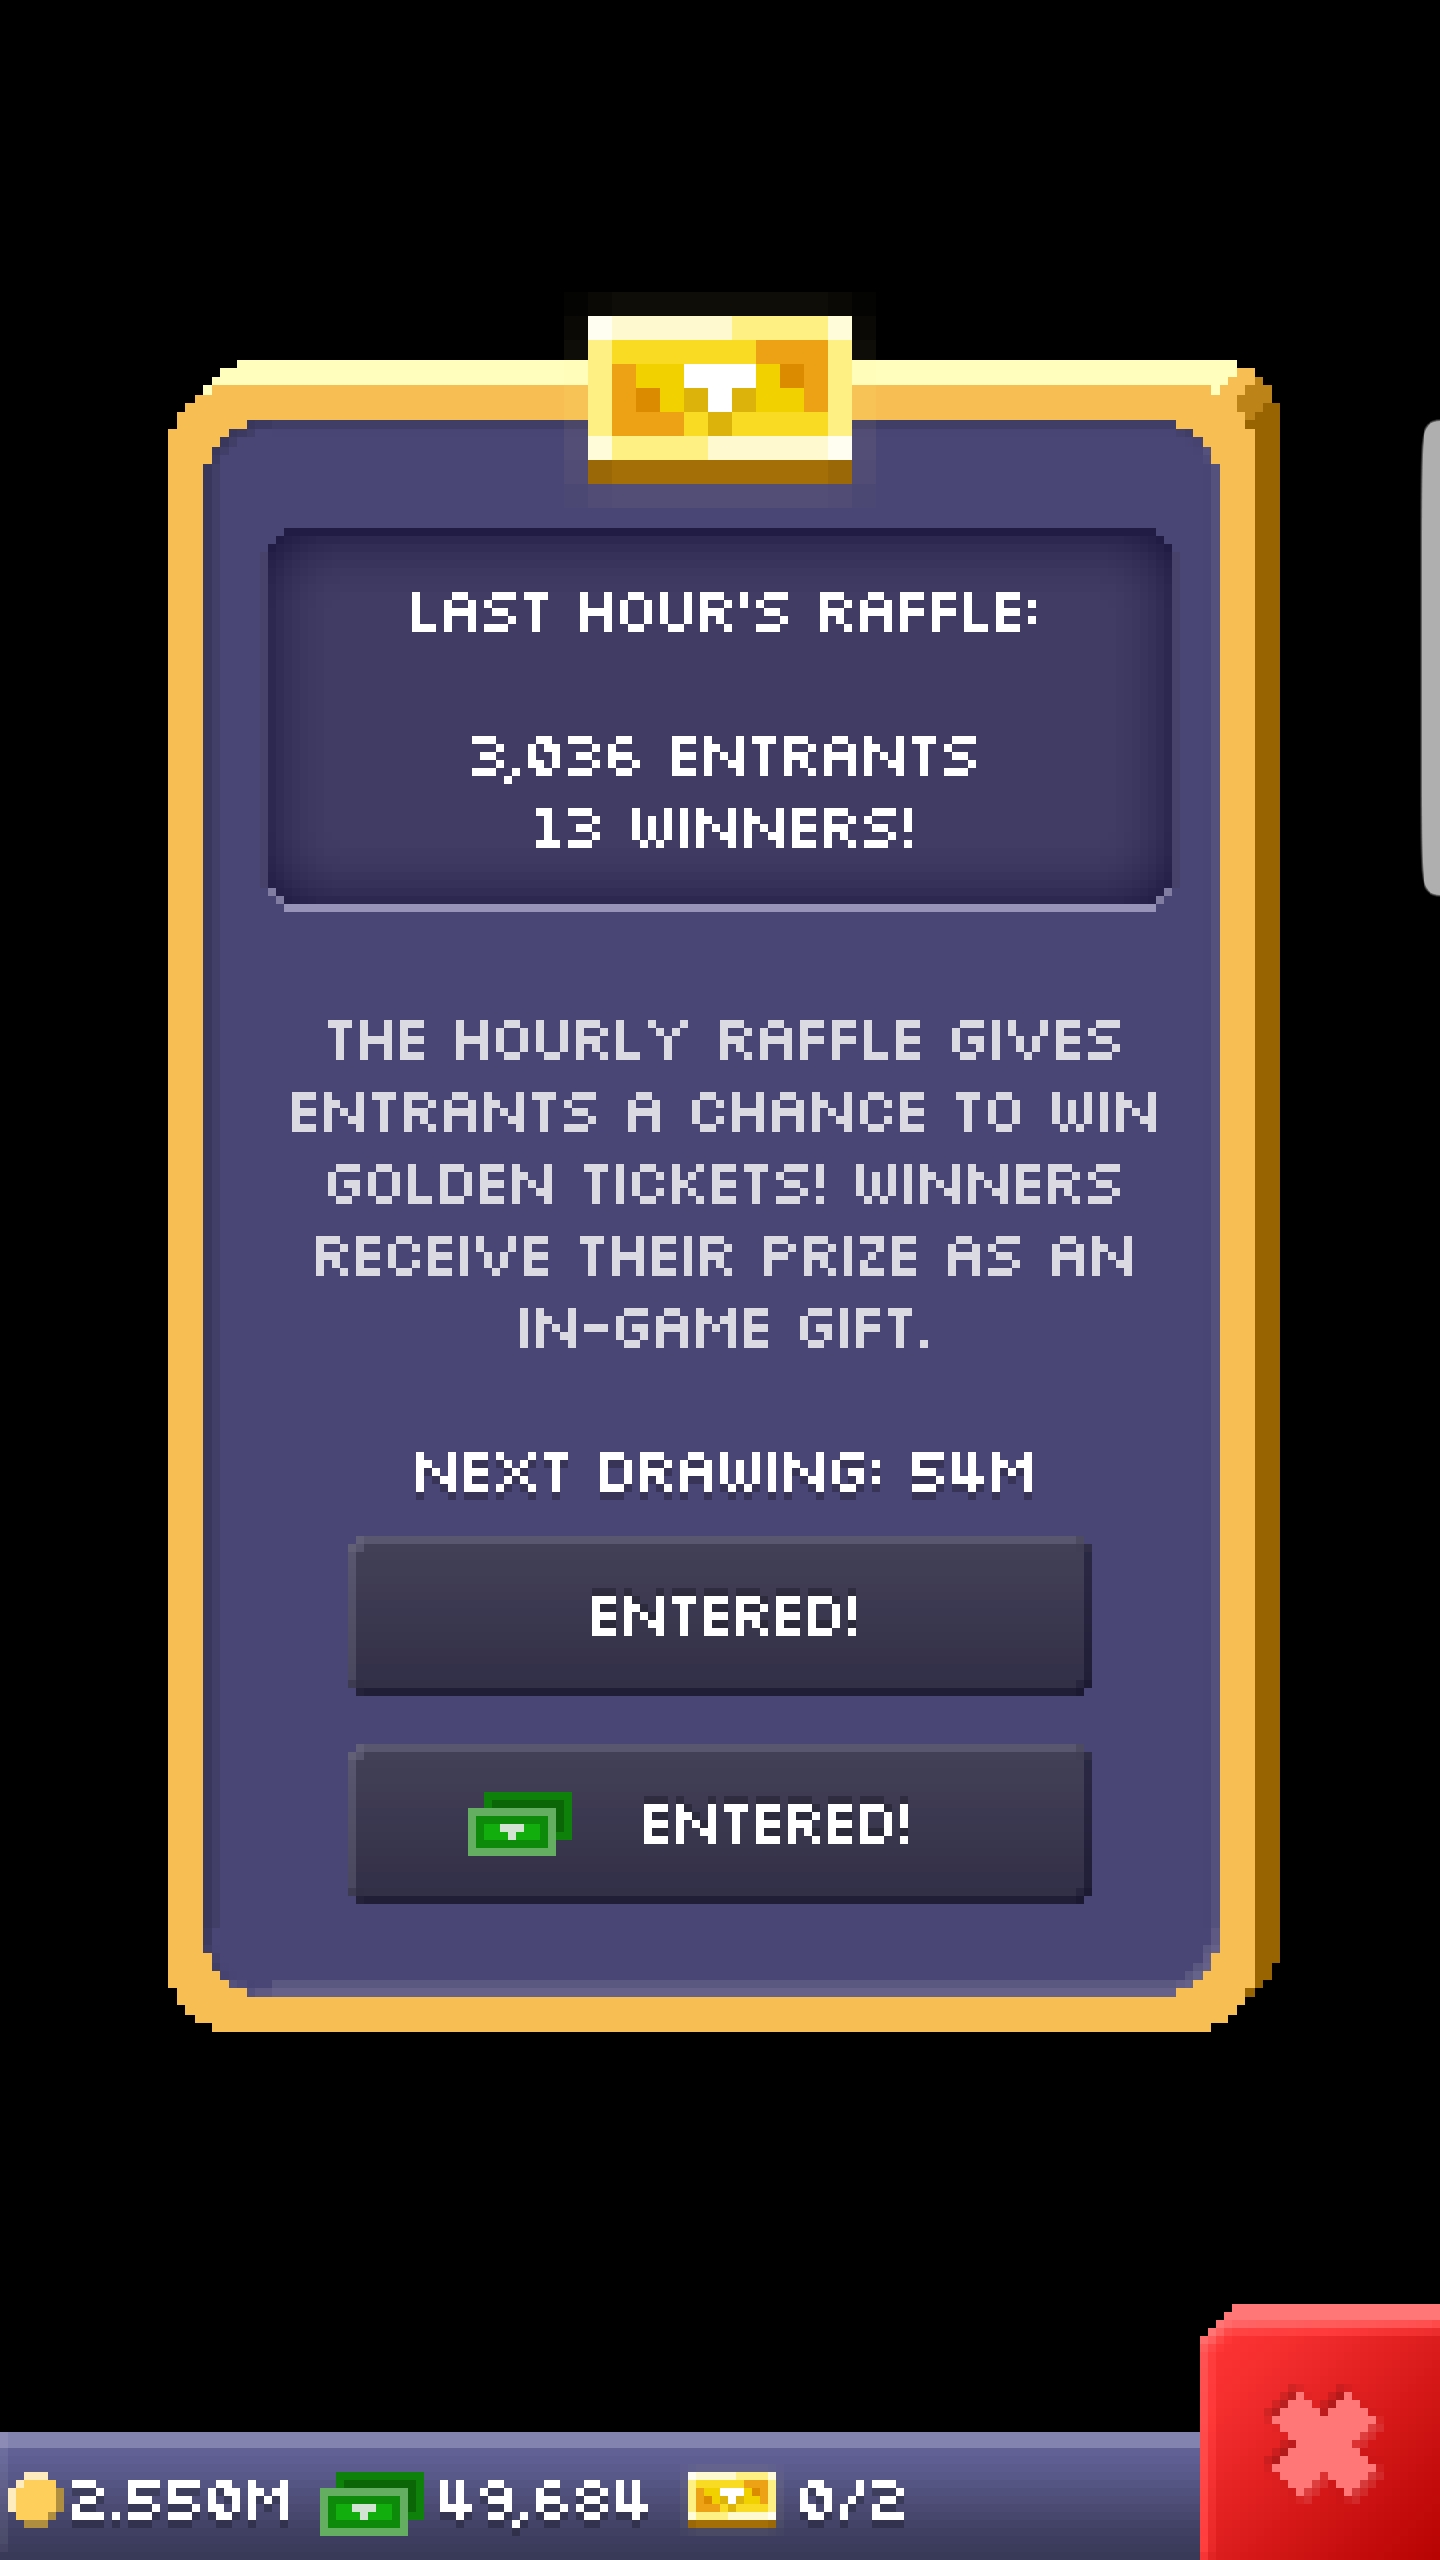 LAST HOUR'S RAFFLE:
3,036 ENTRANTS
13 WINNERS!
THE HOURLY RAFFLE GIVES
ENTRANTS A CHANCE TO WIN
GOLDEN TICKETS! WINNERS
RECEIVE THEIR PRIZE AS AN
IN-GAME GIFT.
NEXT DRAWING: 54M
ENTERED!
ENTERED!
2.550M 49,684 0/2